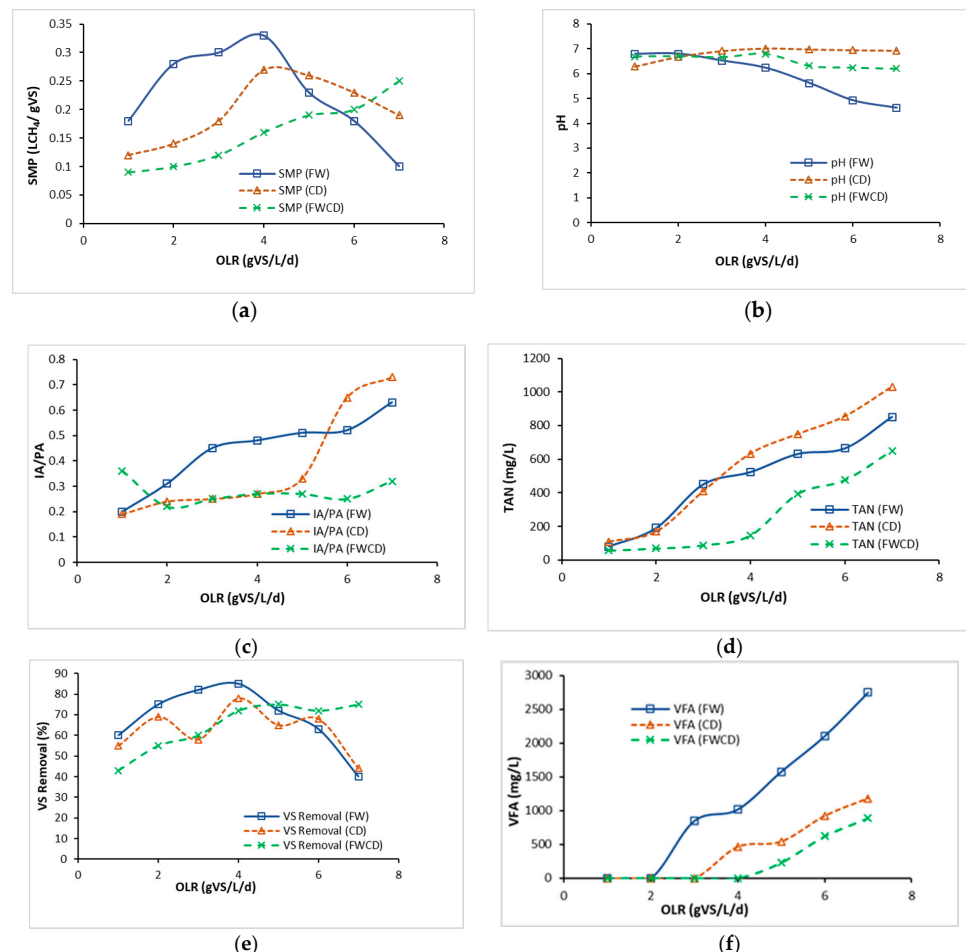 0.35
0.3
0.25
0.2
0.15
0.1
0.05
0
SMP (LCH4/ gVS)
SMP (FW)
SMP (CD)
SMP (FWCD)
0 2 4 6 8
OLR (gVS/L/d)
(a)
8
7
6
5
4
3
2
1
0
pH
pH (FW)
pH (CD)
pH (FWCD)
0 2 4 6 8
OLR (gVS/L/d)
(b)
0.8
0.7
0.6
0.5
0.4
0.3
0.2
0.1
0
IA/PA
IA/PA (FW)
IA/PA (CD)
IA/PA (FWCD)
0 2 4 6 8
OLR (gVS/L/d)
(c)
1200
1000
800
600
400
200
0
TAN (mg/L)
TAN (FW)
TAN (CD)
TAN (FWCD)
0 2 4 6 8
OLR (gVS/L/d)
(d)
90
80
70
60
50
40
30
20
10
0
VS Removal (%)
VS Removal (FW)
VS Removal (CD)
VS Removal (FWCD)
0 2 4 6 8
OLR (gVS/L/d)
(e)
3000
2500
2000
1500
1000
500
0
VFA (mg/L)
VFA (FW)
VFA (CD)
VFA (FWCD)
0 2 4 6 8
OLR (gVS/L/d)
(f)